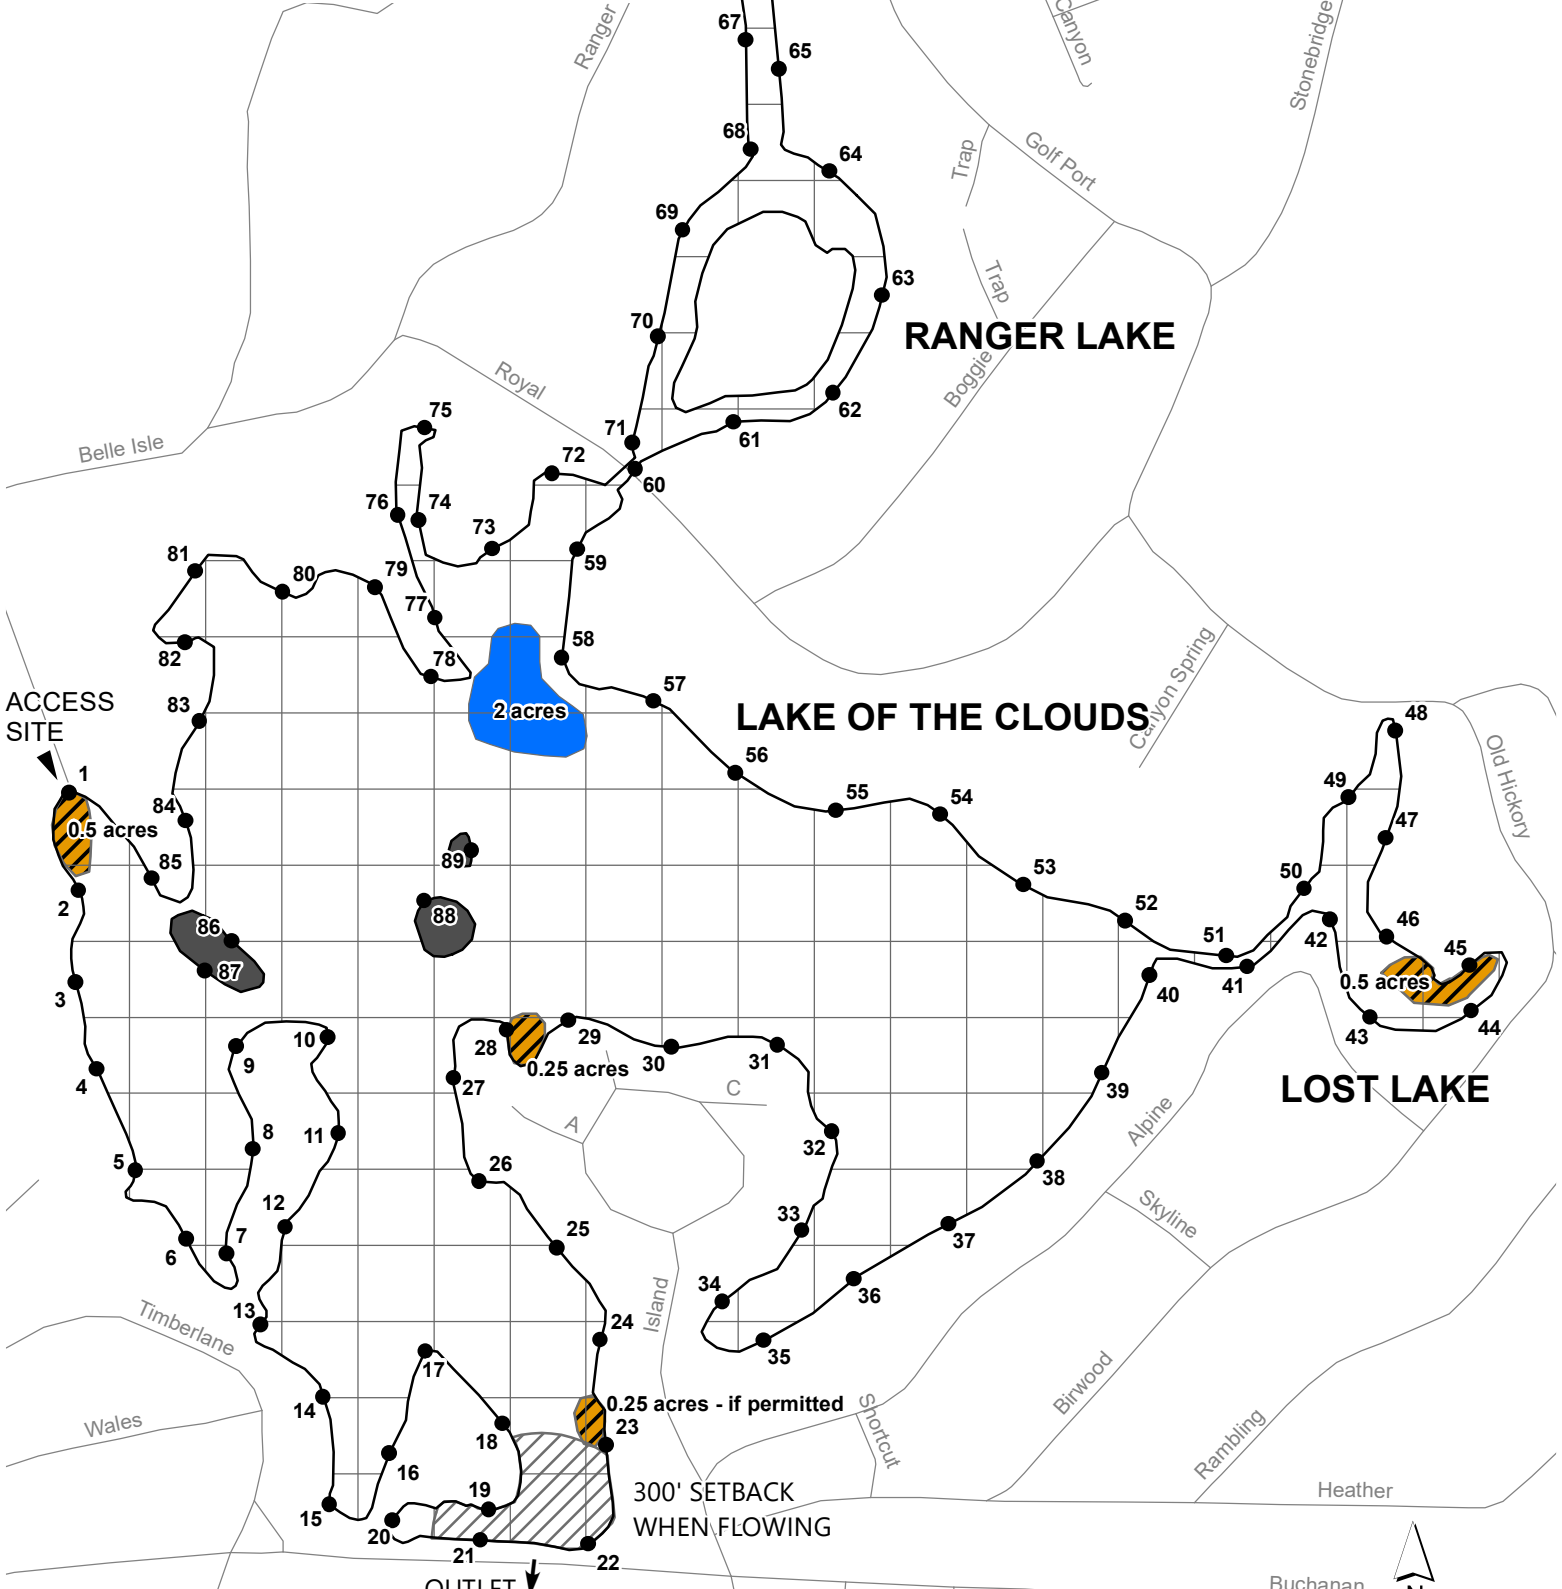 67
65
Canyon
Stonebridge
Ranger
68
64
Trap
Golf Port
69
Trap
63
70
RANGER LAKE
Royal
Boggie
62
75
71
61
Belle Isle
72
60
76
74
73
59
81
80
79
77
58
82
78
Canyon Spring
57
ACCESS
SITE
83
2 acres
LAKE OF THE CLOUDS
48
Old Hickory
1
56
49
84
55
54
47
0.5 acres
85
89
53
50
2
88
52
86
42
46
51
45
87
3
40
41
0.5 acres
10
28
29
43
44
9
30
31
0.25 acres
4
27
C
39
LOST LAKE
A
Alpine
8
11
32
5
26
38
12
33
Skyline
7
25
6
37
34
Island
36
13
Timberlane
24
35
17
Birwood
14
0.25 acres - if permitted
Wales
23
Shortcut
18
Rambling
16
19
300' SETBACK
WHEN FLOWING
Heather
15
20
21
22
OUTLET
Buchanan
N